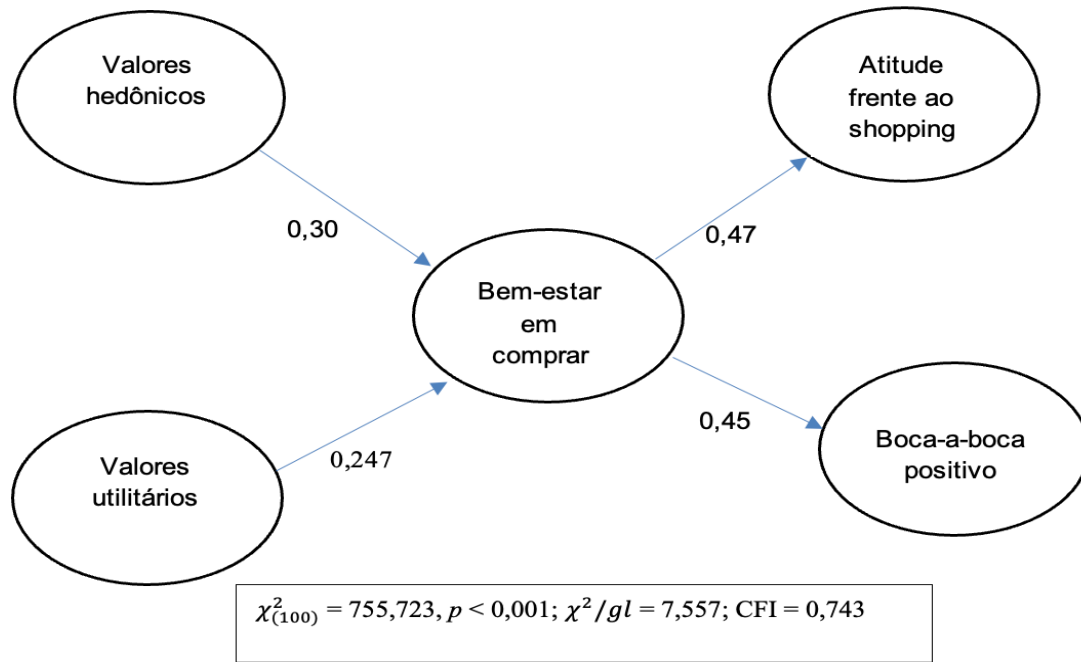 Valores
hedônicos
Atitude
frente ao
shopping
0,30
0,47
Bem-estar
em
comprar
Valores
utilitários
0,247
0,45
Boca-a-boca
positivo
χ²₍₁₀₀₎ = 755,723, p < 0,001; χ²/gl = 7,557; CFI = 0,743